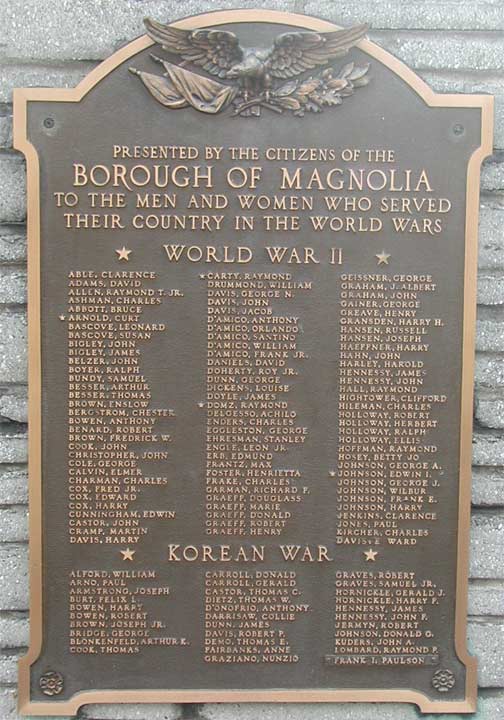 PRESENTED BY THE CITIZENS OF THE
BOROUGH OF MAGNOLIA
TO THE MEN AND WOMEN WHO SERVED
THEIR COUNTRY IN THE WORLD WARS
WORLD WAR II
ABLE, CLARENCE
ADAMS, DAVID
ALLEN, RAYMOND T. JR.
ASHMAN, CHARLES
ABBOTT, BRUCE
ARNOLD, CURT
BASCOVE, LEONARD
BASCOVE, SUSAN
BIGLEY, JOHN
BIGLEY, JAMES
BELZER, JOHN
BOYER, RALPH
BUNDY, SAMUEL
BESSER, ARTHUR
BESSER, THOMAS
BROWN, ENSLOW
BERGSTROM, CHESTER
BOWEN, ANTHONY
BENARD, ROBERT
BROWN, FREDRICK W.
COOK, JOHN
CHRISTOPHER, JOHN
COLE, GEORGE
CALVIN, ELMER
CHARMAN, CHARLES
COX, FRED JR.
COX, EDWARD
COX, HARRY
CUNNINGHAM, EDWIN
CASTOR, JOHN
CRAMP, MARTIN
DAVIS, HARRY
CARTY, RAYMOND
DRUMMOND, WILLIAM
DAVIS, GEORGE N.
DAVIS, JOHN
DAVIS, JACOB
D'AMICO, ANTHONY
D'AMICO, ORLANDO
D'AMICO, SANTINO
D'AMICO, WILLIAM
D'AMICO, FRANK JR.
DANIELS, DAVID
DOHERTY, ROY JR.
DUNN, GEORGE
DICKENS, LOUISE
DOYLE, JAMES
DOMZ, RAYMOND
DELOSSO, ACHILO
ENDERS, CHARLES
EGGLESTON, GEORGE
EHRESMAN, STANLEY
ENGLE, LEON JR.
ERB, EDMUND
FRANTZ, MAX
FOSTER, HENRIETTA
FRAKE, CHARLES
GARMAN, RICHARD F.
GRAEFF, DOUGLASS
GRAEFF, MARIE
GRAEFF, DONALD
GRAEFF, ROBERT
GRAEFF, HENRY
GEISSNER, GEORGE
GRAHAM, J. ALBERT
GRAHAM, JOHN
GAINER, GEORGE
GREAVE, HENRY
GRANSDEN, HARRY H.
HANSEN, RUSSELL
HANSEN, JOSEPH
HAEFFNER, HARRY
HAHN, JOHN
HARLEY, HAROLD
HENNESSY, JAMES
HENNESSY, JOHN
HALL, RAYMOND
HIGHTOWER, CLIFFORD
HILEMAN, CHARLES
HOLLOWAY, ROBERT
HOLLOWAY, HERBERT
HOLLOWAY, RALPH
HOLLOWAY, ELLIS
HOFFMAN, RAYMOND
HOSEY, BETTY JO
JOHNSON, GEORGE A.
JOHNSON, EDWIN I.
JOHNSON, GEORGE J.
JOHNSON, WILBUR
JOHNSON, FRANK E.
JOHNSON, HARRY
JENKINS, CLARENCE
JONES, PAUL
KIRCHER, CHARLES
WARD
KOREAN WAR
ALFORD, WILLIAM
ARNO, PAUL
ARMSTRONG, JOSEPH
BURT, FELIX L.
BOWEN, HARRY
BOWEN, ROBERT
BROWN, JOSEPH JR.
BRIDGE, GEORGE
BLONKENFELD, ARTHUR K.
COOK, THOMAS
CARROLL, DONALD
CARROLL, GERALD
CASTOR, THOMAS C.
DIETZ, THOMAS W.
D'ONOFRIO, ANTHONY
DARRISAW, COLLIE
DUNN, JAMES
DAVIS, ROBERT P.
DEMO, THOMAS E.
FAIRBANKS, ANNE
GRAZIANO, NUNZIO
GRAVES, ROBERT
GRAVES, SAMUEL JR.
HORNICKLE, GERALD J.
HORNICKLE, HARRY F.
HENNESSY, JAMES
HENNESSY, JOHN F.
JERMYN, ROBERT
JOHNSON, DONALD G.
KUDERS, JOHN A.
LOMBARD, RAYMOND P.
FRANK I. PAULSON